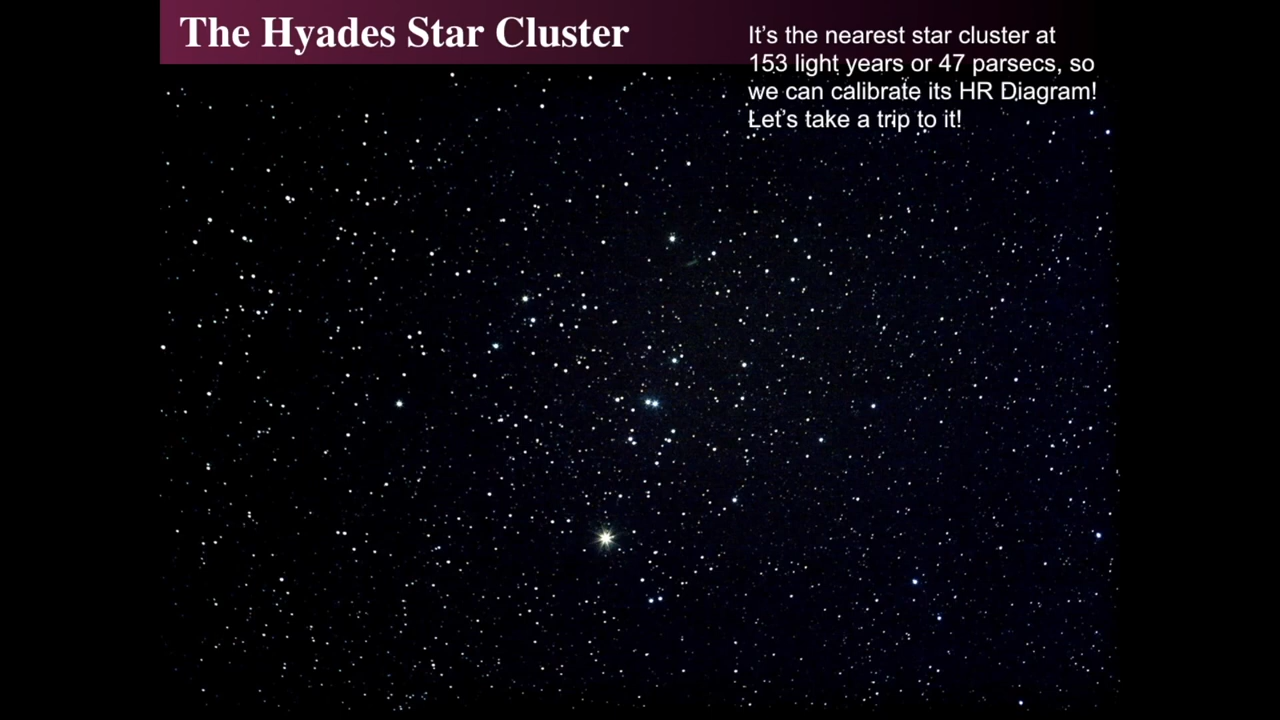 The Hyades Star Cluster
It's the nearest star cluster at
153 light years or 47 parsecs, so
we can calibrate its HR Diagram!
Let's take a trip to it!